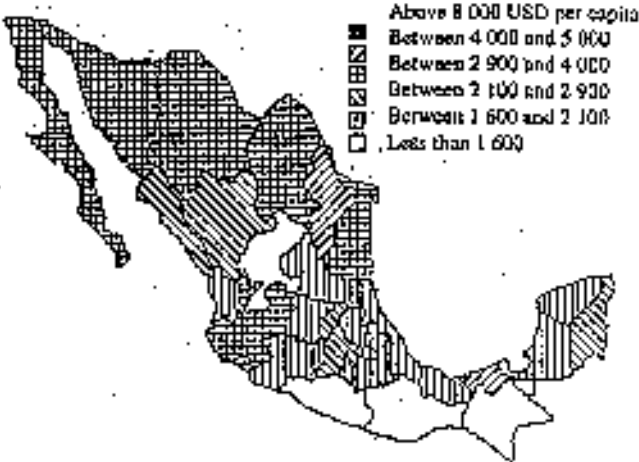 Above 8 000 USD per capita
Between 4 000 and 5 000
Between 2 900 and 4 000
Between 2 100 and 2 900
Between 1 600 and 2 100
Less than 1 600